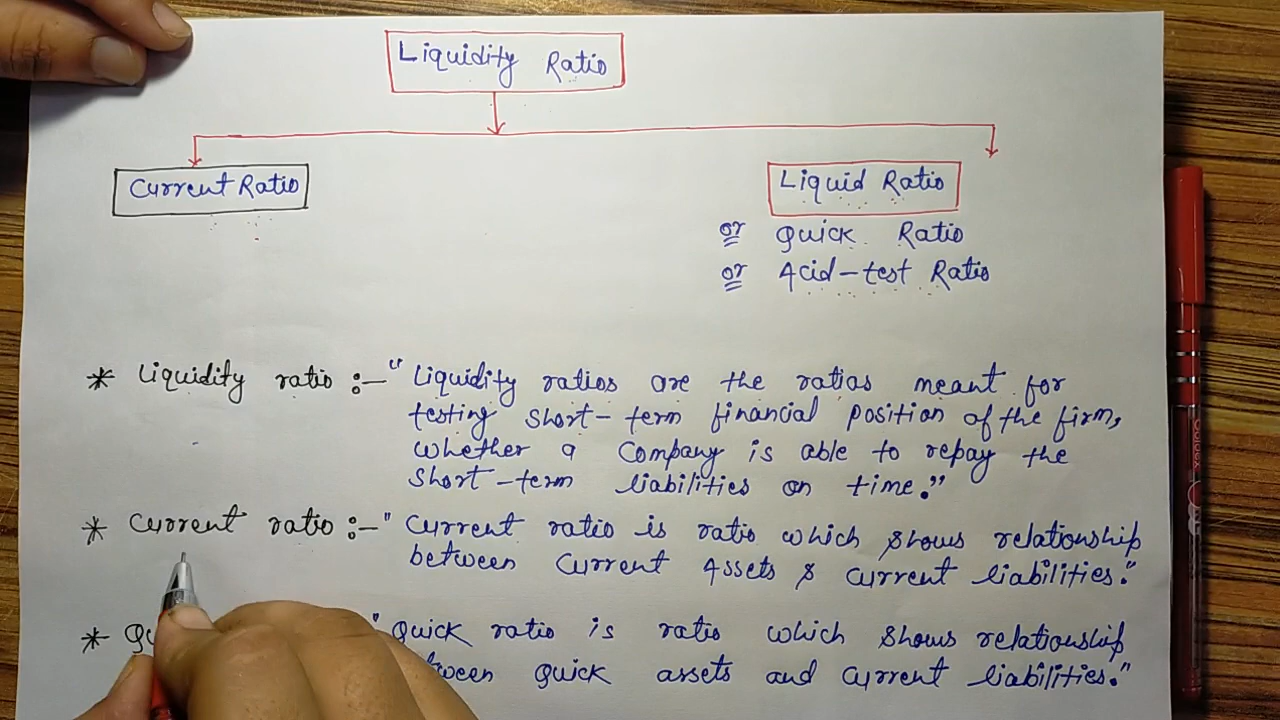 Liquidity Ratio
Current Ratio
Liquid Ratio
or Quick Ratio
or Acid-test Ratio
* Liquidity ratio :- "Liquidity ratios are the ratios meant for
testing short-term financial position of the firm,
whether a company is able to repay the
short-term liabilities on time."
* Current ratio :- "Current ratio is ratio which shows relationship
between Current Assets & current liabilities."
* "Quick ratio is ratio which shows relationship
quick assets and current liabilities."